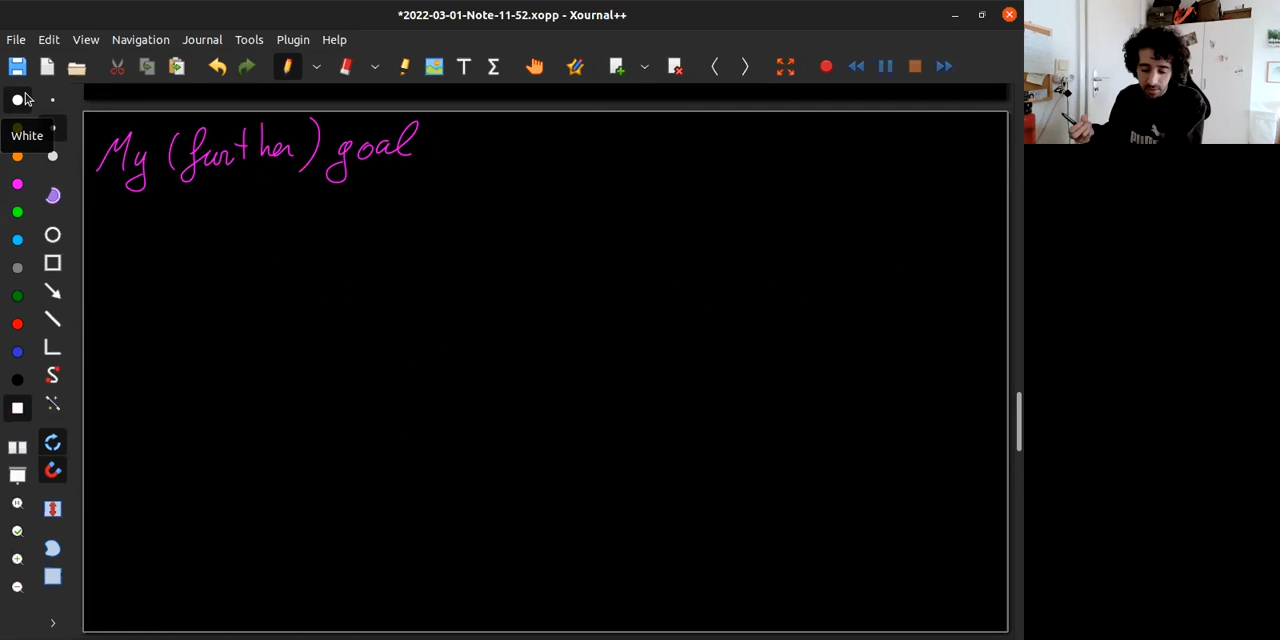 *2022-03-01-Note-11-52.xopp - Xournal++
File Edit View Navigation Journal Tools Plugin Help
White
My (further) goal
PUMA